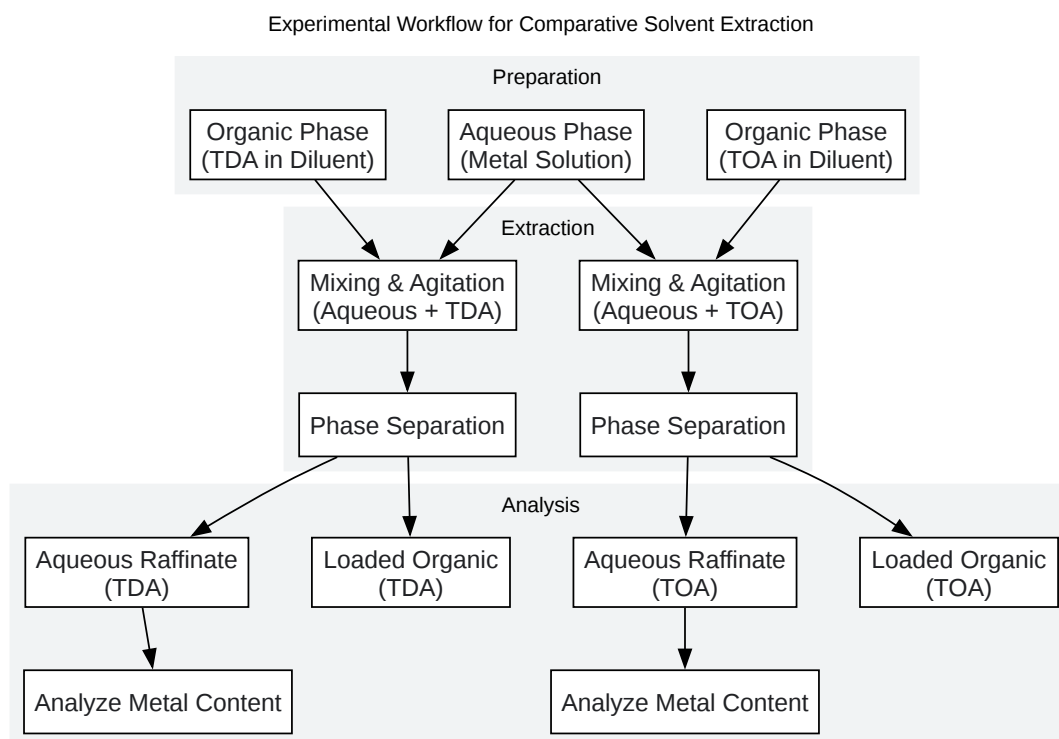 Experimental Workflow for Comparative Solvent Extraction
Preparation
Organic Phase
(TDA in Diluent)
Aqueous Phase
(Metal Solution)
Organic Phase
(TOA in Diluent)
Extraction
Mixing & Agitation
(Aqueous + TDA)
Mixing & Agitation
(Aqueous + TOA)
Phase Separation
Phase Separation
Analysis
Aqueous Raffinate
(TDA)
Loaded Organic
(TDA)
Aqueous Raffinate
(TOA)
Loaded Organic
(TOA)
Analyze Metal Content
Analyze Metal Content